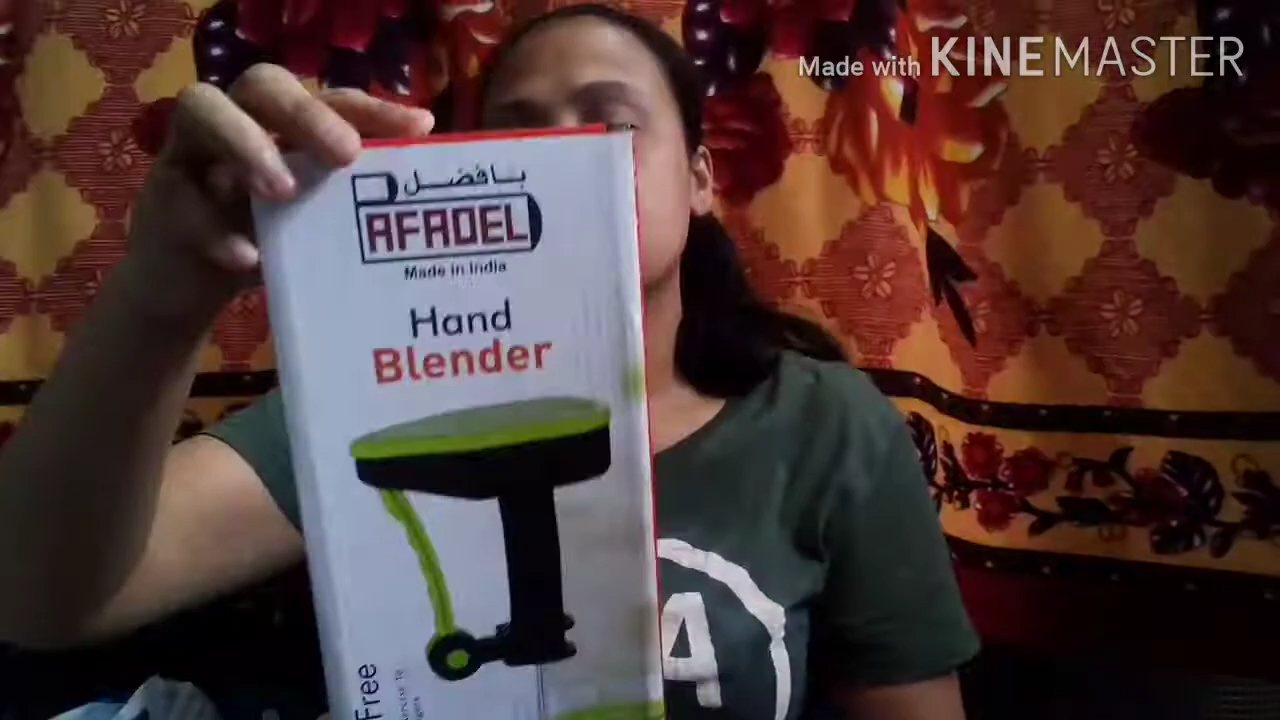 Made with KINEMASTER
بافضل
AFADEL
Made in India
Hand
Blender
Free
A